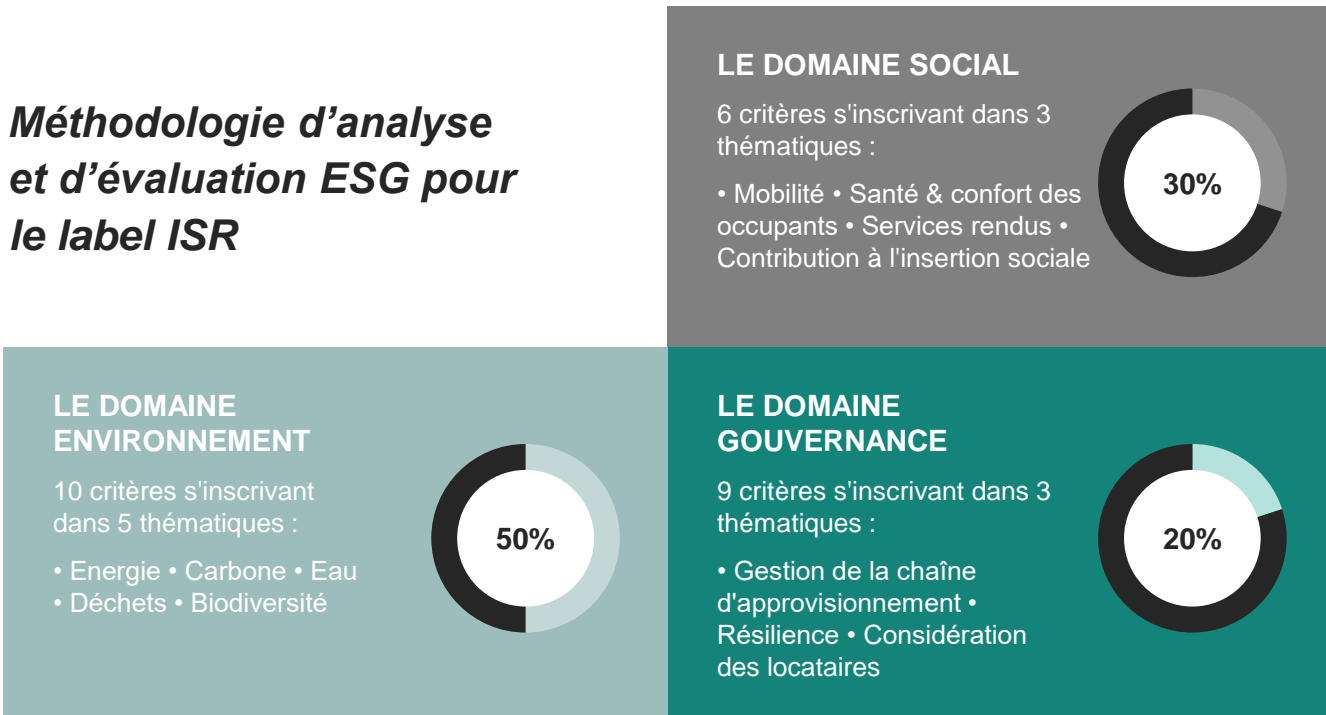 Méthodologie d'analyse
et d'évaluation ESG pour
le label ISR
LE DOMAINE SOCIAL
6 critères s'inscrivant dans 3
thématiques :
• Mobilité • Santé & confort des
occupants • Services rendus •
Contribution à l'insertion sociale
30%
LE DOMAINE
ENVIRONNEMENT
10 critères s'inscrivant
dans 5 thématiques :
• Energie • Carbone • Eau
• Déchets • Biodiversité
50%
LE DOMAINE
GOUVERNANCE
9 critères s'inscrivant dans 3
thématiques :
• Gestion de la chaîne
d'approvisionnement •
Résilience • Considération
des locataires
20%